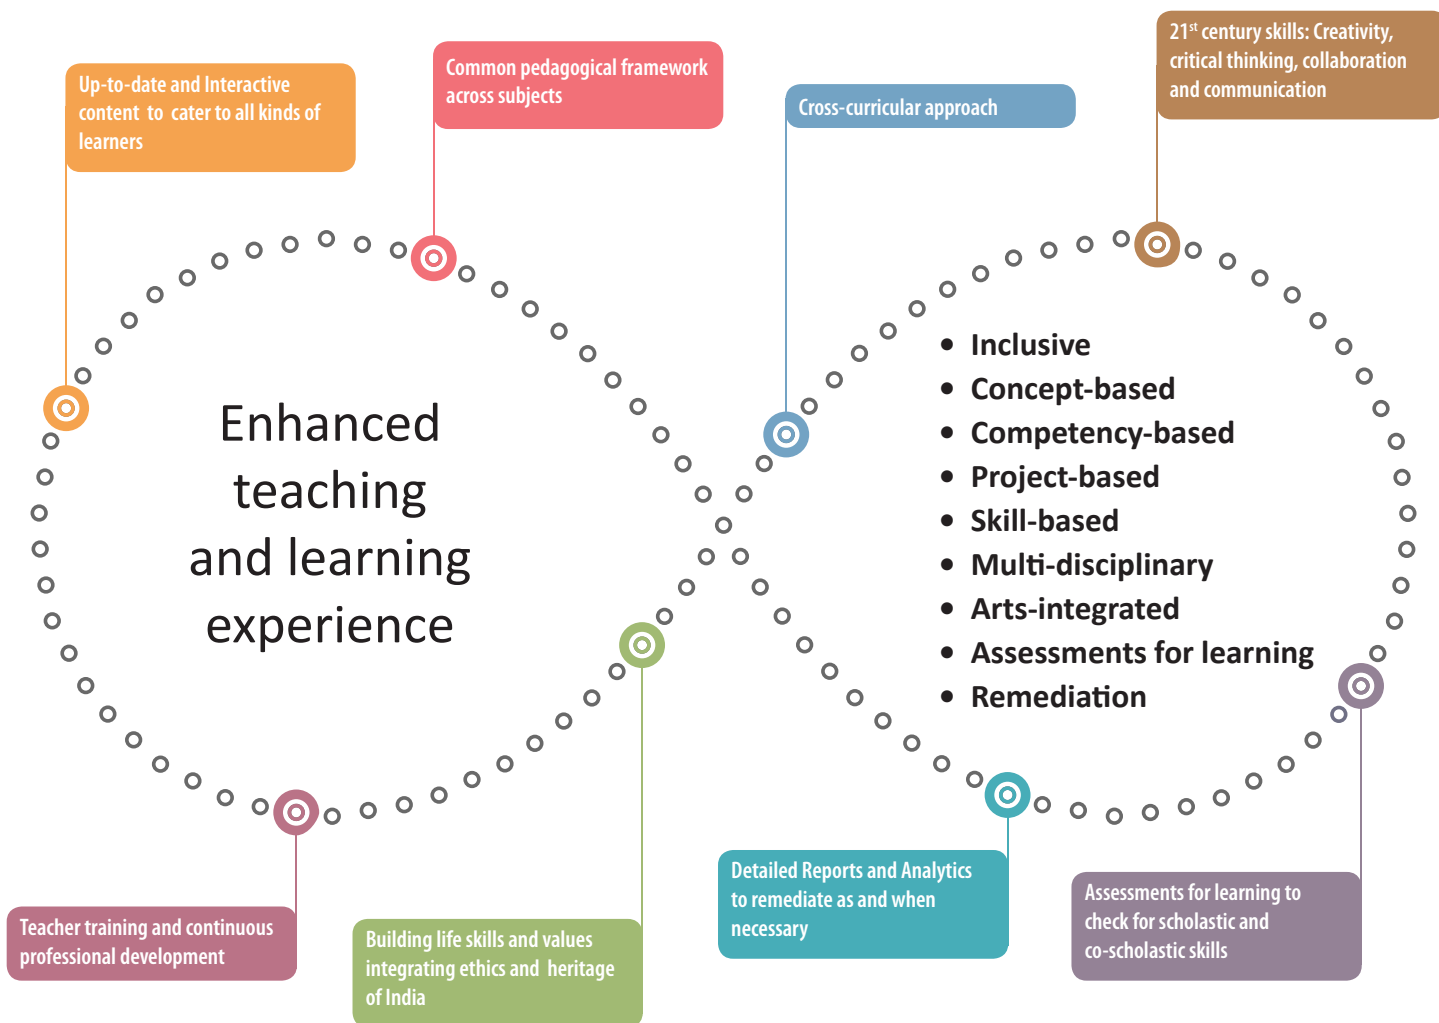 Up-to-date and Interactive
content to cater to all kinds of
learners
Common pedagogical framework
across subjects
Cross-curricular approach
21st century skills: Creativity,
critical thinking, collaboration
and communication
Enhanced
teaching
and learning
experience
• Inclusive
• Concept-based
• Competency-based
• Project-based
• Skill-based
• Multi-disciplinary
• Arts-integrated
• Assessments for learning
• Remediation
Teacher training and continuous
professional development
Building life skills and values
integrating ethics and heritage
of India
Detailed Reports and Analytics
to remediate as and when
necessary
Assessments for learning to
check for scholastic and
co-scholastic skills